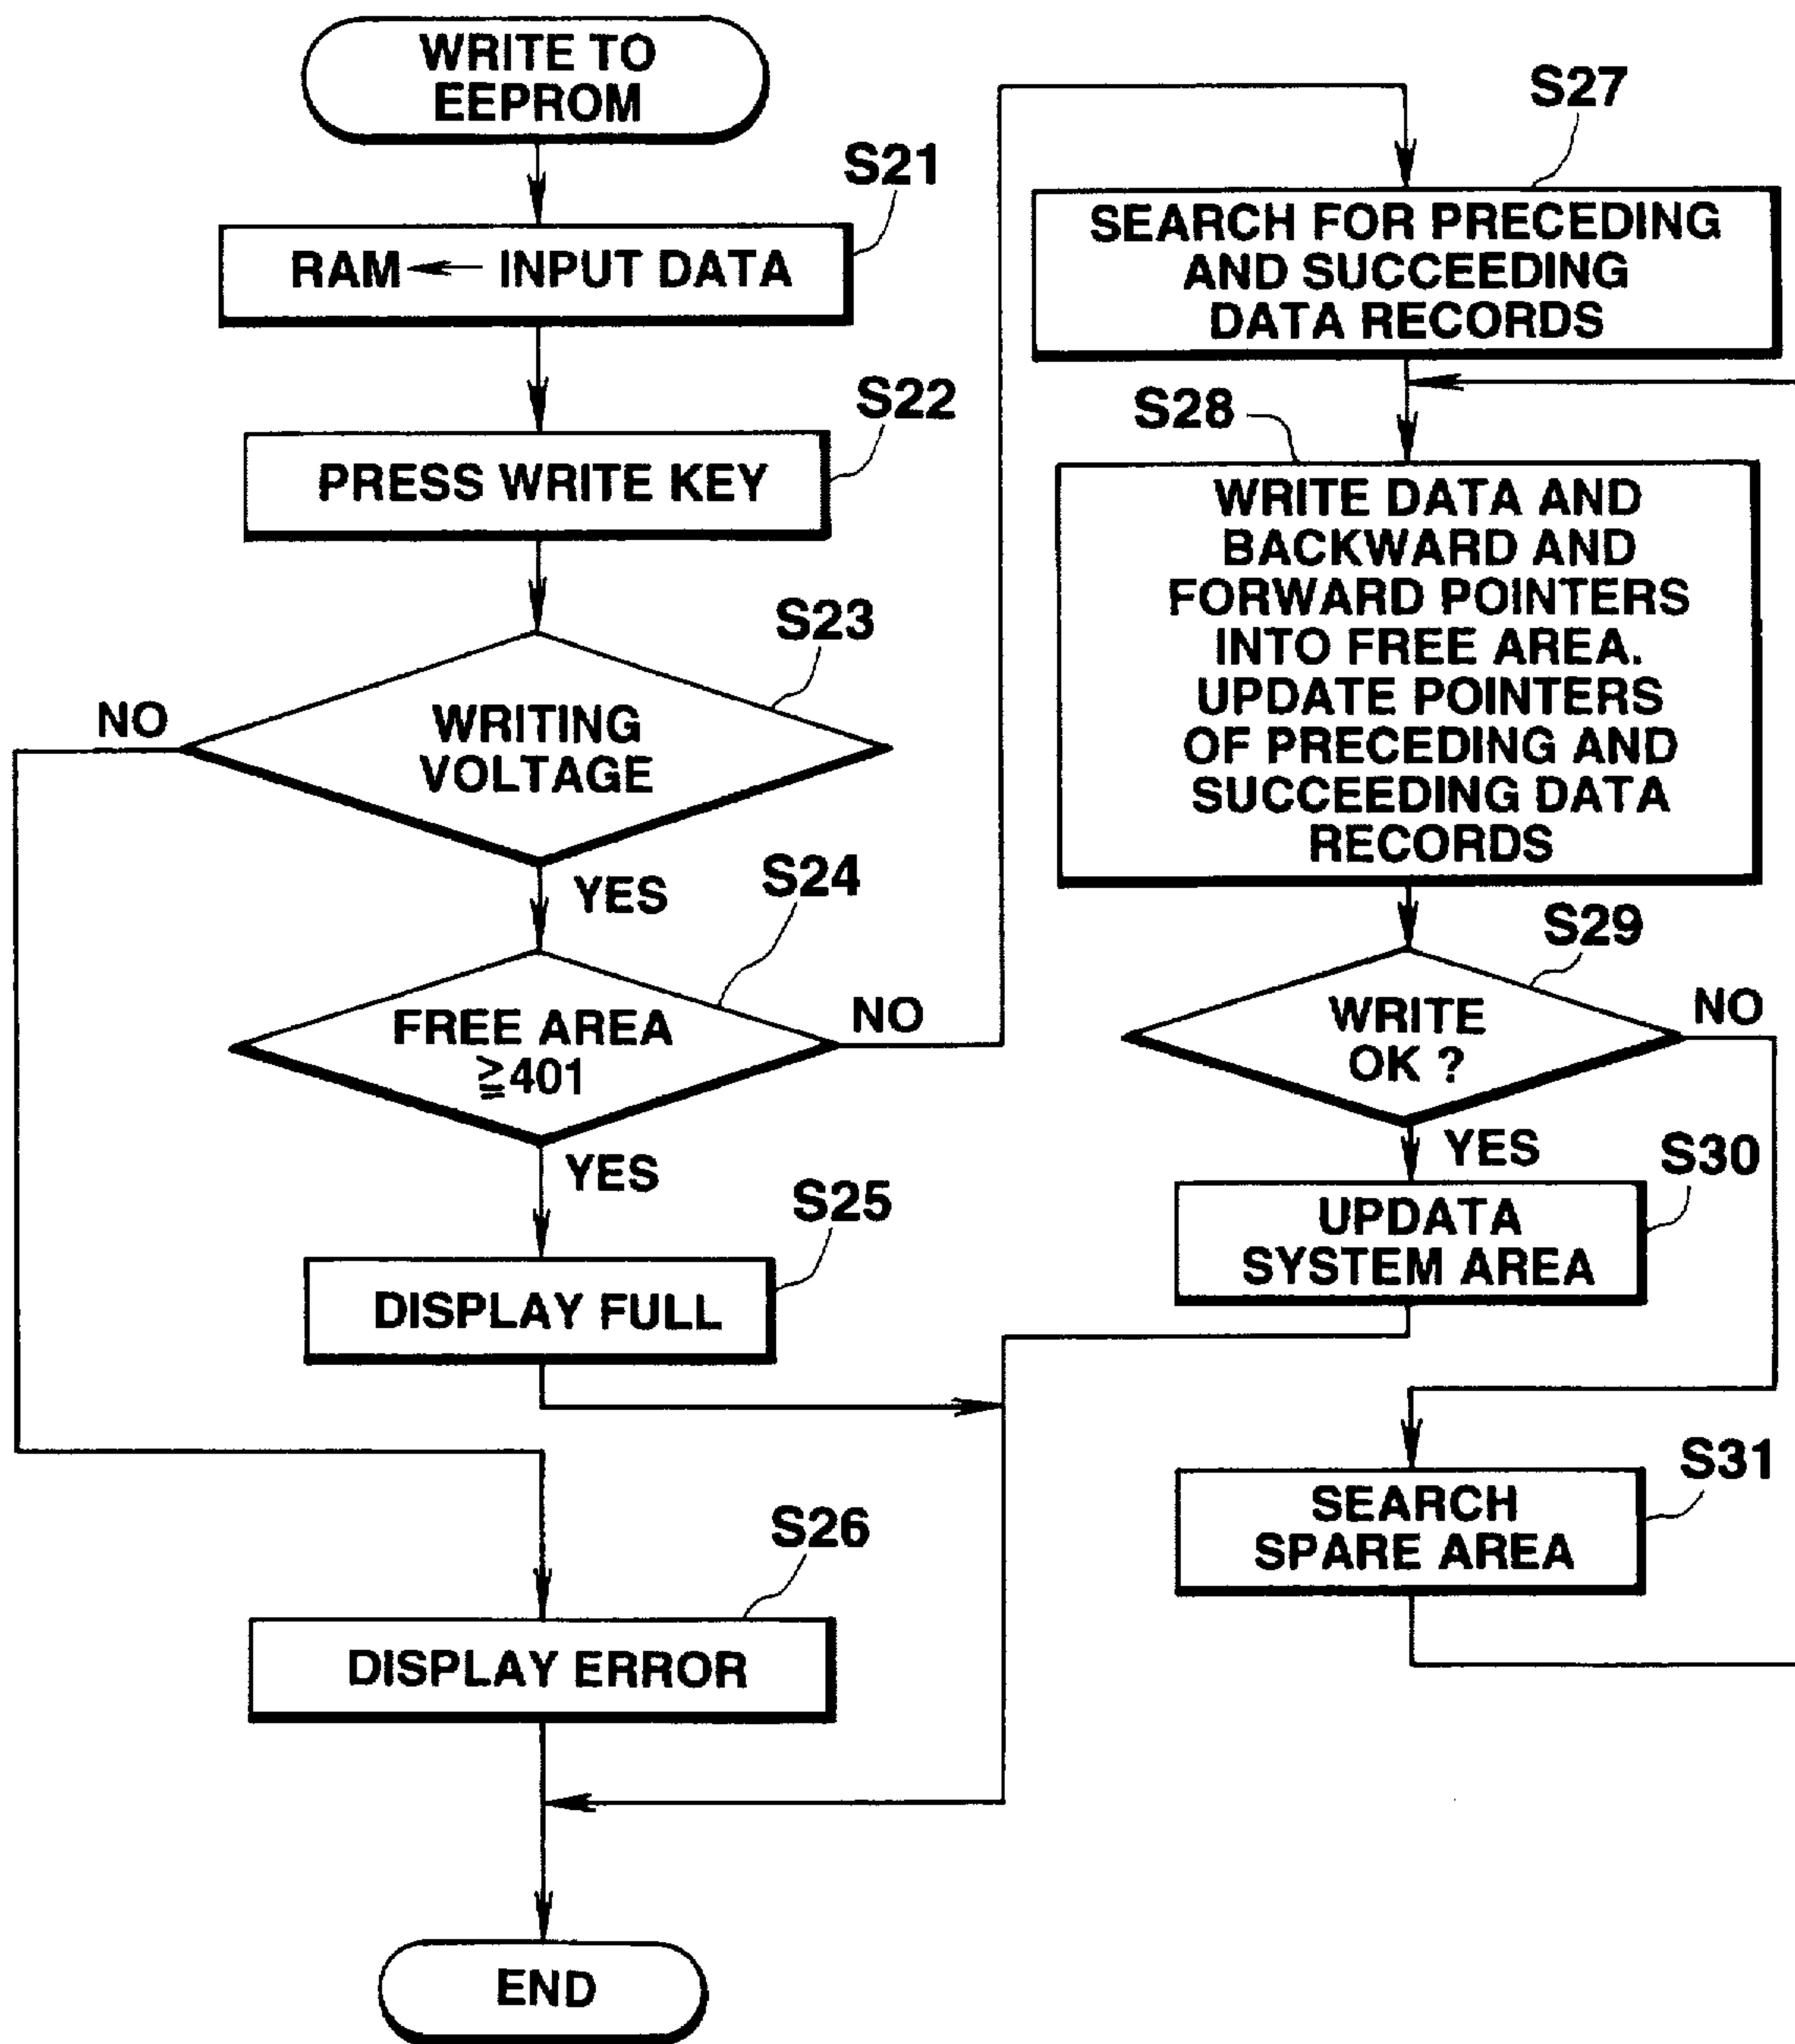 WRITE TO
EEPROM
S21
RAM ← INPUT DATA
S22
PRESS WRITE KEY
S23
NO
WRITING
VOLTAGE
YES
S24
FREE AREA
≧401
NO
YES
S25
DISPLAY FULL
S26
DISPLAY ERROR
END
S27
SEARCH FOR PRECEDING
AND SUCCEEDING
DATA RECORDS
S28
WRITE DATA AND
BACKWARD AND
FORWARD POINTERS
INTO FREE AREA.
UPDATE POINTERS
OF PRECEDING AND
SUCCEEDING DATA
RECORDS
S29
WRITE
OK ?
NO
YES
S30
UPDATA
SYSTEM AREA
S31
SEARCH
SPARE AREA